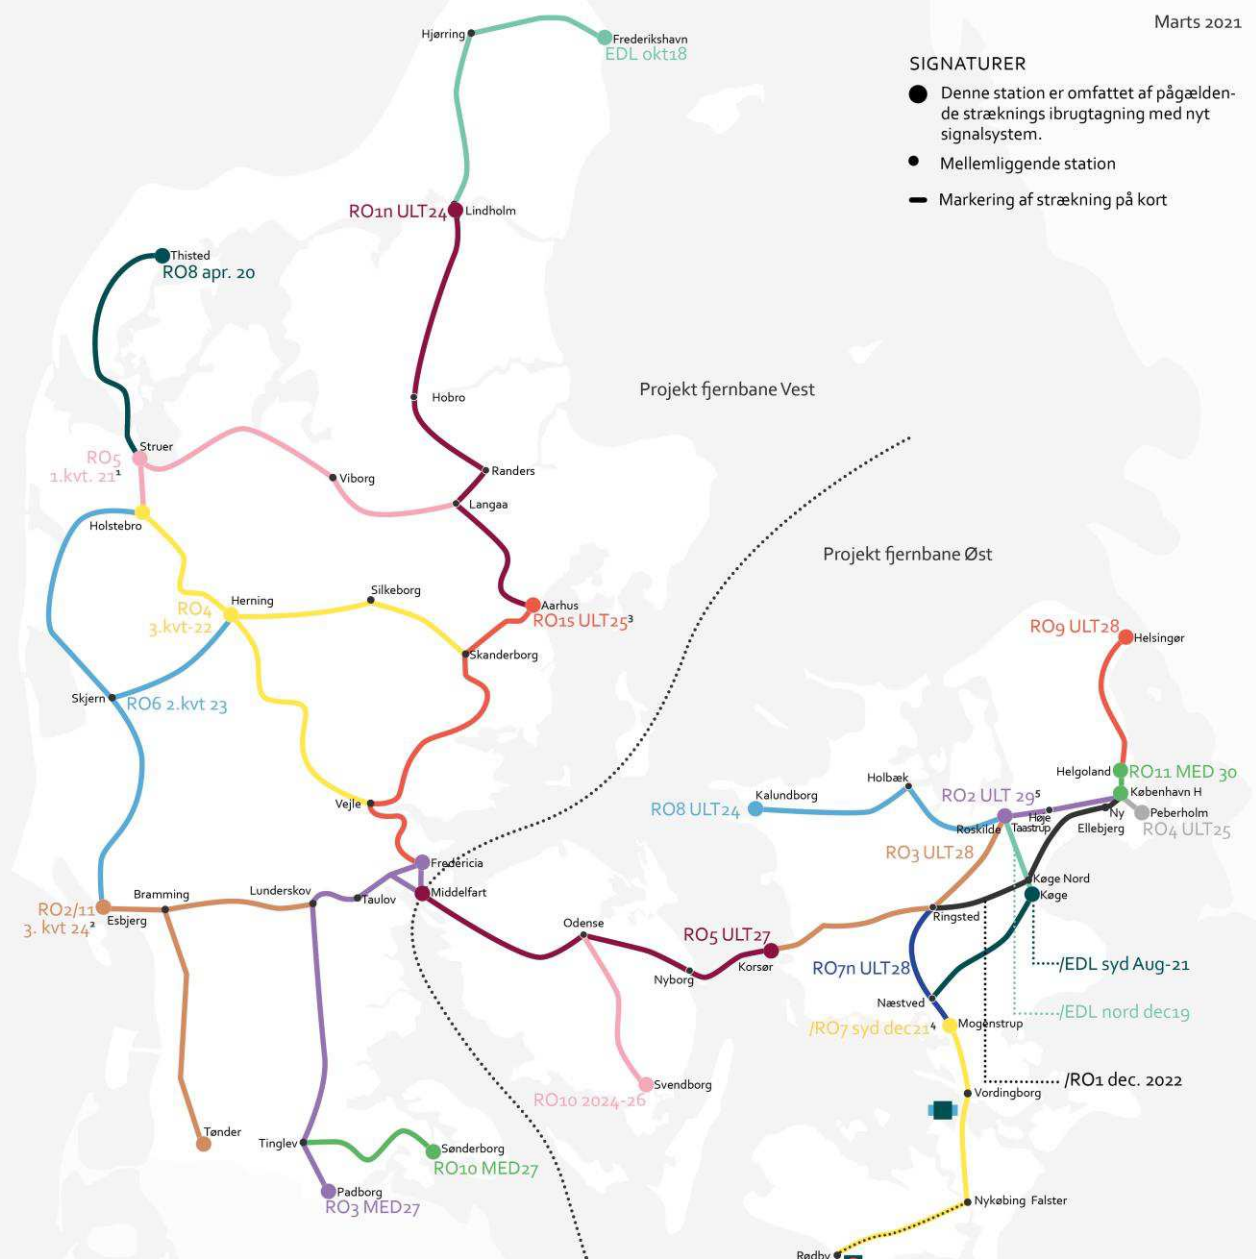 Marts 2021
SIGNATURER
Denne station er omfattet af pågælden-
de stræknings ibrugtagning med nyt
signalsystem.
Mellemliggende station
Markering af strækning på kort
Hjørring
Frederikshavn
EDL okt18
RO1n ULT24
Lindholm
Thisted
RO8 apr. 20
Hobro
Projekt fjernbane Vest
Struer
RO5
1.kvt. 21¹
Viborg
Randers
Langaa
Holstebro
Projekt fjernbane Øst
Silkeborg
Herning
RO4
3.kvt-22
Aarhus
RO1s ULT25³
Skanderborg
RO9 ULT28
Helsingør
Skjern
RO6 2.kvt 23
Helgoland
RO11 MED 30
Holbæk
København H
Kalundborg
RO2 ULT 29⁵
Vejle
RO8 ULT24
Høje
Taastrup
Ny
Ellebjerg
Peberholm
RO4 ULT25
Roskilde
RO3 ULT28
Fredericia
Køge Nord
Køge
Bramming
Lunderskov
Taulov
Middelfart
RO2/11
3. kvt 24²
Esbjerg
Ringsted
Odense
RO5 ULT27
Korsør
Nyborg
RO7n ULT28
/EDL syd Aug-21
Næstved
/EDL nord dec19
/RO7 syd dec21⁴
Mogenstrup
/RO1 dec. 2022
Svendborg
RO10 2024-26
Vordingborg
Tønder
Tinglev
Sønderborg
RO10 MED27
Padborg
RO3 MED27
Nykøbing Falster
Rødby